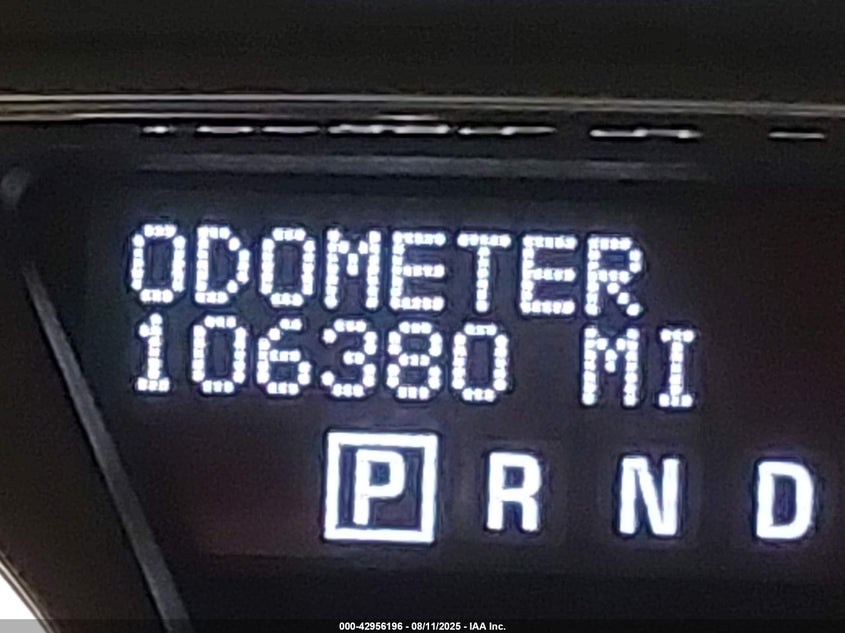 ODOMETER
106380 MI
P R N D
000-42956196 - 08/11/2025 - IAA Inc.